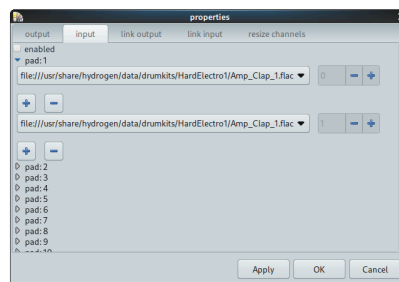 properties
output input link output link input resize channels
enabled
pad: 1
file:///usr/share/hydrogen/data/drumkits/HardElectro1/Amp_Clap_1.flac 0
file:///usr/share/hydrogen/data/drumkits/HardElectro1/Amp_Clap_1.flac 1
pad: 2
pad: 3
pad: 4
pad: 5
pad: 6
pad: 7
pad: 8
pad: 9
pad: 10
Apply OK Cancel